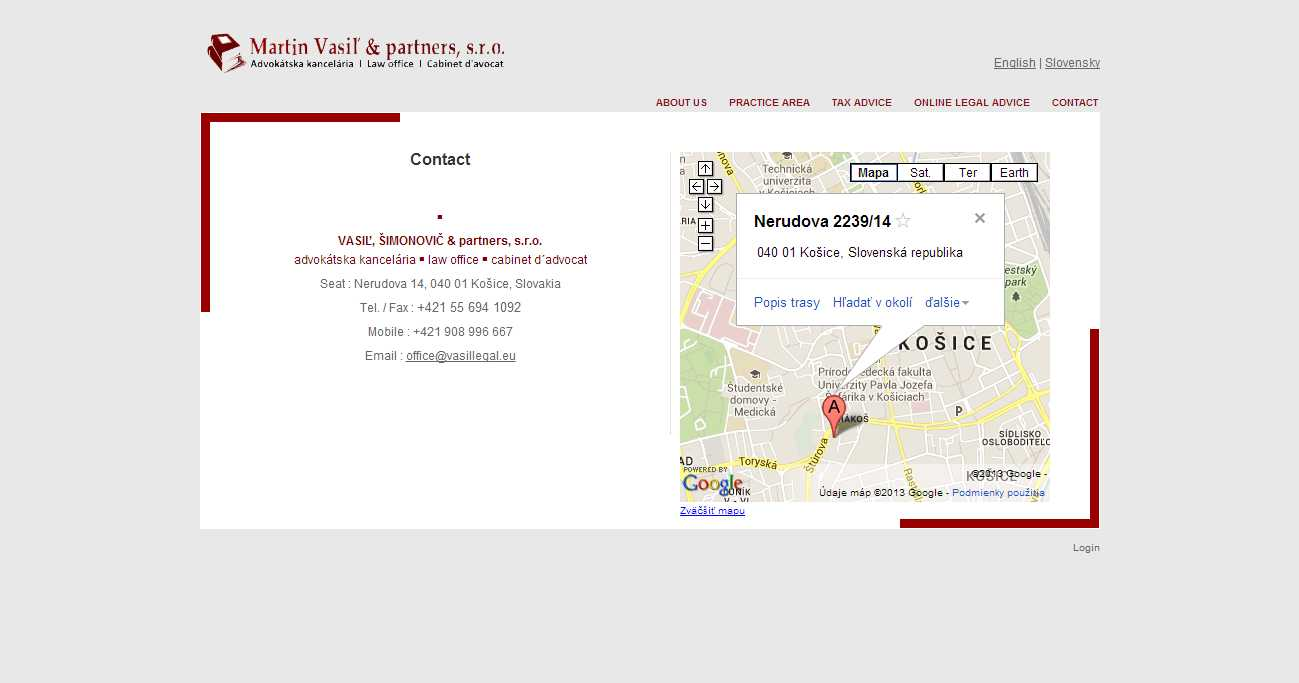 Martin Vasiľ & partners, s.r.o.
Advokátska kancelária | Law office | Cabinet d'avocat
English | Slovensky
ABOUT US PRACTICE AREA TAX ADVICE ONLINE LEGAL ADVICE CONTACT
Contact
VASIĽ, ŠIMONOVIČ & partners, s.r.o.
advokátska kancelária ▪ law office ▪ cabinet d´avocat
Seat : Nerudova 14, 040 01 Košice, Slovakia
Tel. / Fax : +421 55 694 1092
Mobile : +421 908 996 667
Email : office@vasillegal.eu
Technická
univerzita
v Košiciach
Mapa Sat. Ter Earth
Nerudova 2239/14
040 01 Košice, Slovenská republika
Popis trasy Hľadať v okolí ďalšie
park
KOŠICE
Prírodovedecká fakulta
Univerzity Pavla Jozefa
Šafárika v Košiciach
Študentské
domovy -
Medická
A
P
SÍDLISKO
Toryská
Štúrova
POWERED BY
Google
KOŠICE
©2013 Google -
Údaje máp ©2013 Google - Podmienky použitia
Zväčšiť mapu
Login